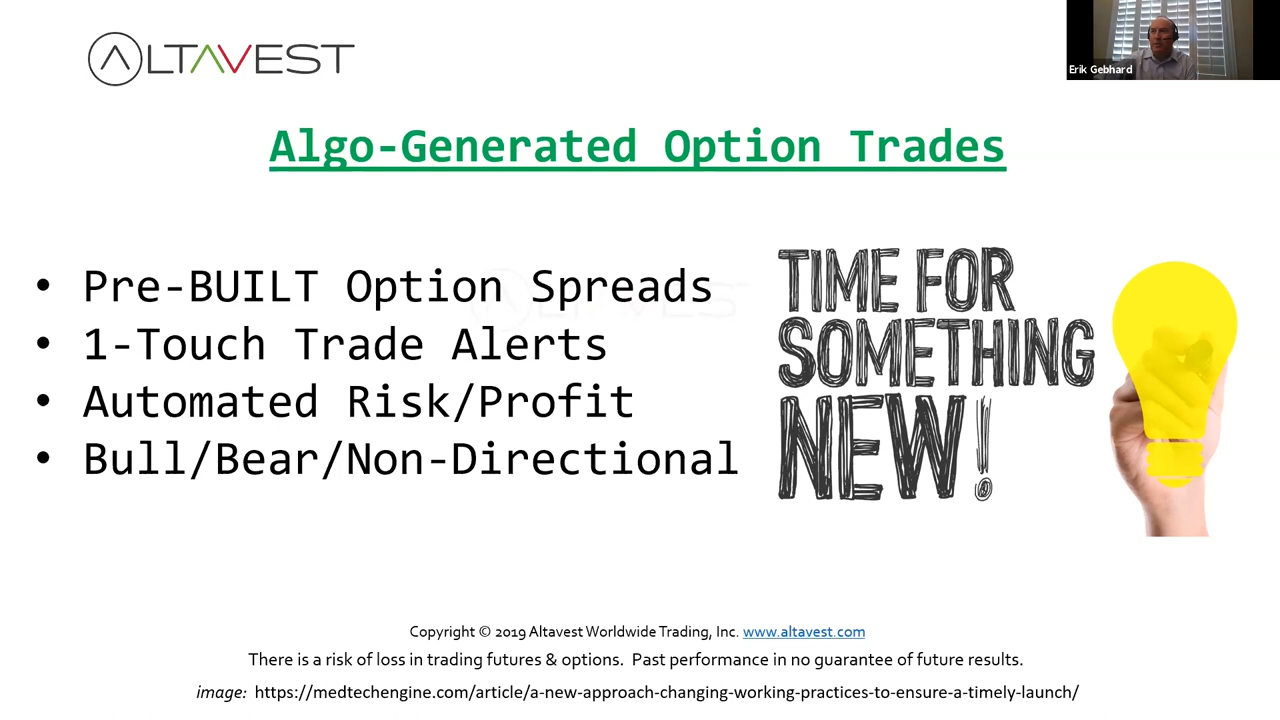 ALTAVEST
Erik Gebhard
Algo-Generated Option Trades
• Pre-BUILT Option Spreads
• 1-Touch Trade Alerts
• Automated Risk/Profit
• Bull/Bear/Non-Directional
TIME FOR
SOMETHING
NEW!
ALTAVEST
Copyright © 2019 Altavest Worldwide Trading, Inc. www.altavest.com
There is a risk of loss in trading futures & options.  Past performance in no guarantee of future results.
image:  https://medtechengine.com/article/a-new-approach-changing-working-practices-to-ensure-a-timely-launch/